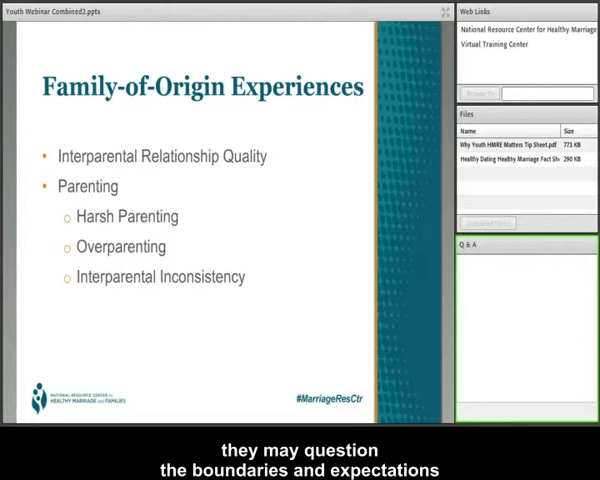 Youth Webinar Combined2.ppts
Family-of-Origin Experiences
• Interparental Relationship Quality
• Parenting
o Harsh Parenting
o Overparenting
o Interparental Inconsistency
NATIONAL RESOURCE CENTER for
HEALTHY MARRIAGE and FAMILIES
#MarriageResCtr
Web Links
National Resource Center for Healthy Marriage
Virtual Training Center
Browse To
Files
Name Size
Why Youth HMRE Matters Tip Sheet.pdf 773 KB
Healthy Dating Healthy Marriage Fact Sh 290 KB
Q & A
they may question
the boundaries and expectations